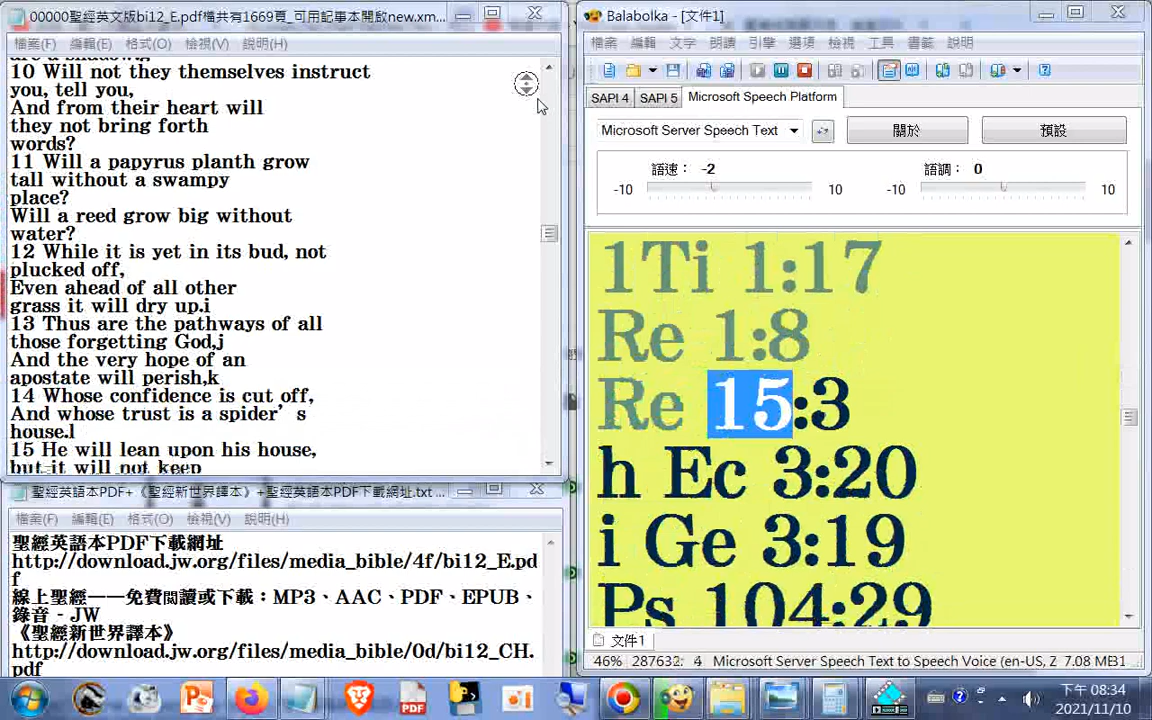 00000聖經英文版bi12_E.pdf檔共有1669頁_可用記事本開啟new.xm...
檔案(F) 編輯(E) 格式(O) 檢視(V) 說明(H)
10 Will not they themselves instruct
you, tell you,
And from their heart will
they not bring forth
words?
11 Will a papyrus planth grow
tall without a swampy
place?
Will a reed grow big without
water?
12 While it is yet in its bud, not
plucked off,
Even ahead of all other
grass it will dry up.i
13 Thus are the pathways of all
those forgetting God,j
And the very hope of an
apostate will perish,k
14 Whose confidence is cut off,
And whose trust is a spider’s
house.l
15 He will lean upon his house,
but it will not keep
聖經英語本PDF+《聖經新世界譯本》+聖經英語本PDF下載網址.txt ...
檔案(F) 編輯(E) 格式(O) 檢視(V) 說明(H)
聖經英語本PDF下載網址
http://download.jw.org/files/media_bible/4f/bi12_E.pd
f
線上聖經——免費閱讀或下載：MP3、AAC、PDF、EPUB、
錄音 - JW
《聖經新世界譯本》
http://download.jw.org/files/media_bible/0d/bi12_CH.
pdf
Balabolka - [文件1]
檔案 編輯 文字 朗讀 引擎 選項 檢視 工具 書籤 說明
SAPI 4 SAPI 5 Microsoft Speech Platform
Microsoft Server Speech Text 關於 預設
語速： -2 語調： 0
-10 10 -10 10
1Ti 1:17
Re 1:8
Re 15:3
h Ec 3:20
i Ge 3:19
Ps 104:29
文件1
46% 287632: 4 Microsoft Server Speech Text to Speech Voice (en-US, Z 7.08 MB
PDF
下午 08:34
2021/11/10